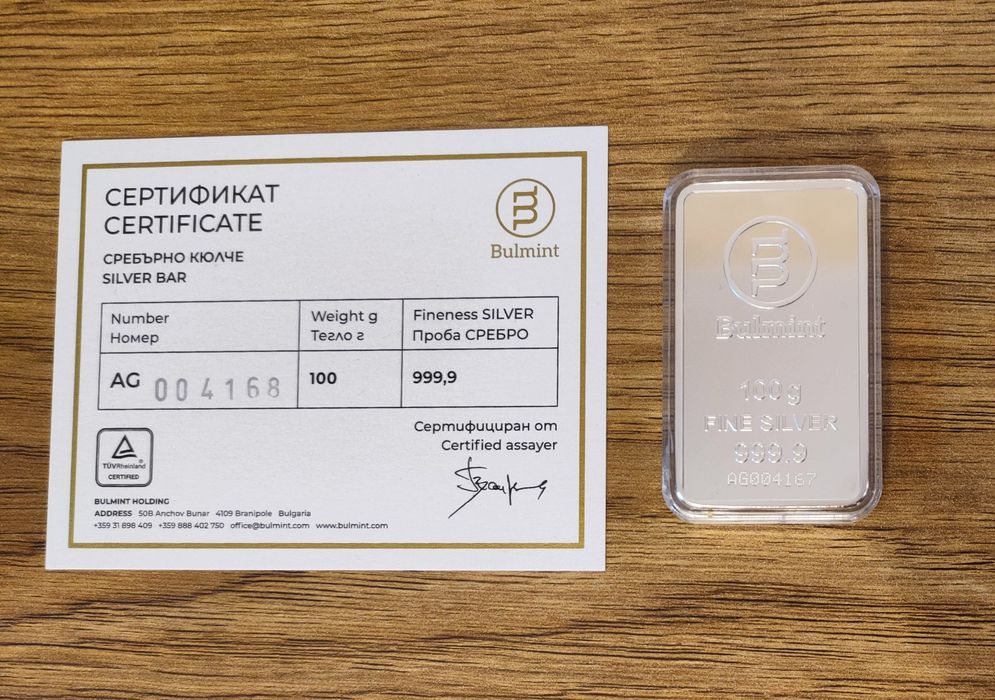 СЕРТИФИКАТ
CERTIFICATE
СРЕБЪРНО КЮЛЧЕ
SILVER BAR
Bulmint
Number
Номер
Weight g
Тегло г
Fineness SILVER
Проба СРЕБРО
AG 004168
100
999,9
Сертифициран от
Certified assayer
TÜVRheinland
CERTIFIED
BULMINT HOLDING
ADDRESS 50B Anchov Bunar 4109 Branipole Bulgaria
+359 31 898 409 +359 888 402 750 office@bulmint.com www.bulmint.com
Bulmint
100 g
FINE SILVER
999.9
AG004167